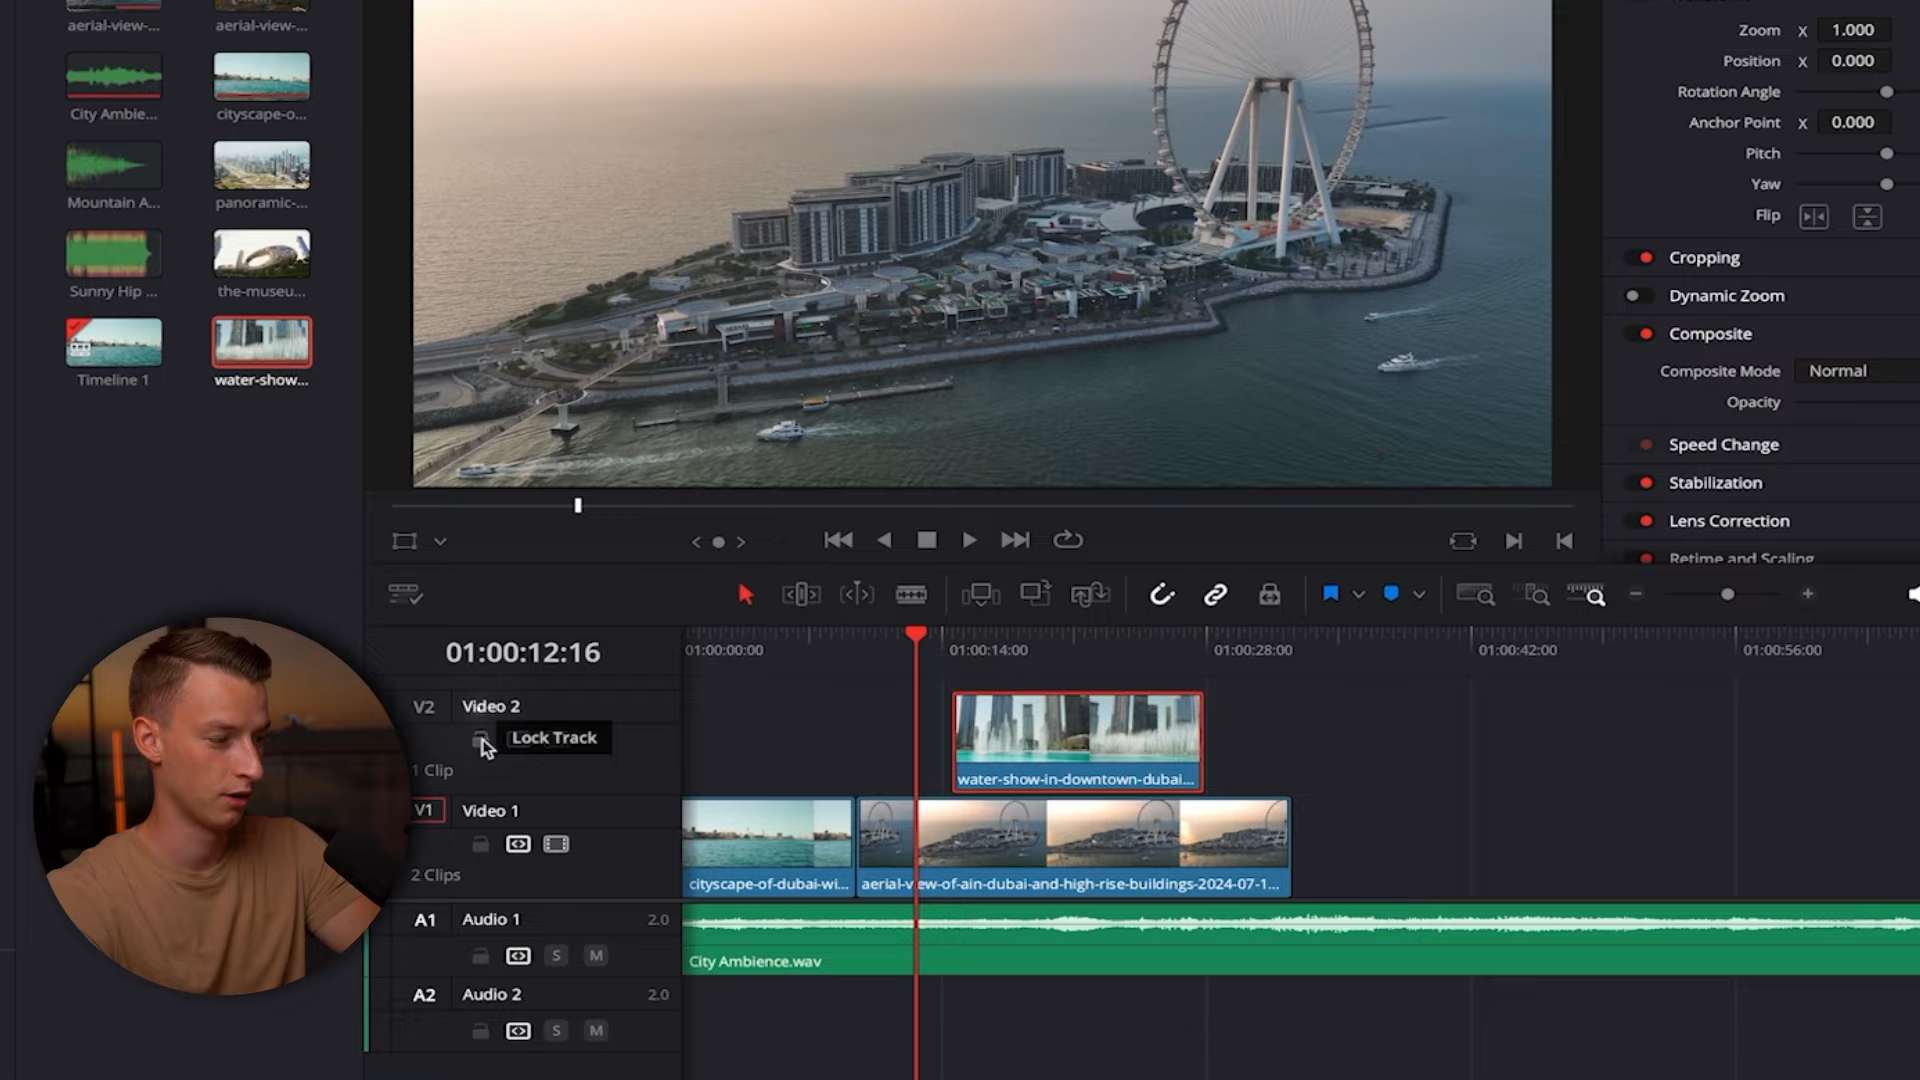 aerial-view-...
aerial-view-...
City Ambie...
cityscape-o...
Mountain A...
panoramic-...
Sunny Hip ...
the-museu...
Timeline 1
water-show...
Zoom X 1.000
Position X 0.000
Rotation Angle
Anchor Point X 0.000
Pitch
Yaw
Flip
Cropping
Dynamic Zoom
Composite
Composite Mode Normal
Opacity
Speed Change
Stabilization
Lens Correction
Retime and Scaling
01:00:12:16
01:00:00:00
01:00:14:00
01:00:28:00
01:00:42:00
01:00:56:00
V2 Video 2
Lock Track
1 Clip
water-show-in-downtown-dubai...
V1 Video 1
2 Clips
cityscape-of-dubai-wi...
aerial-view-of-ain-dubai-and-high-rise-buildings-2024-07-1...
A1 Audio 1 2.0
S M
City Ambience.wav
A2 Audio 2 2.0
S M